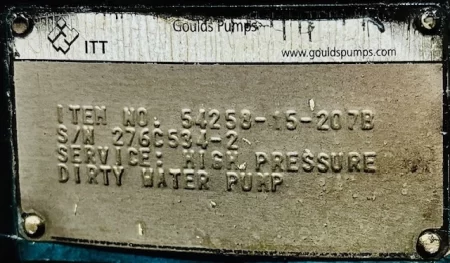 ITT
Goulds Pumps
www.gouldspumps.com
ITEM NO. 54258-15-207B
S/N 276C534-2
SERVICE: HIGH PRESSURE
DIRTY WATER PUMP